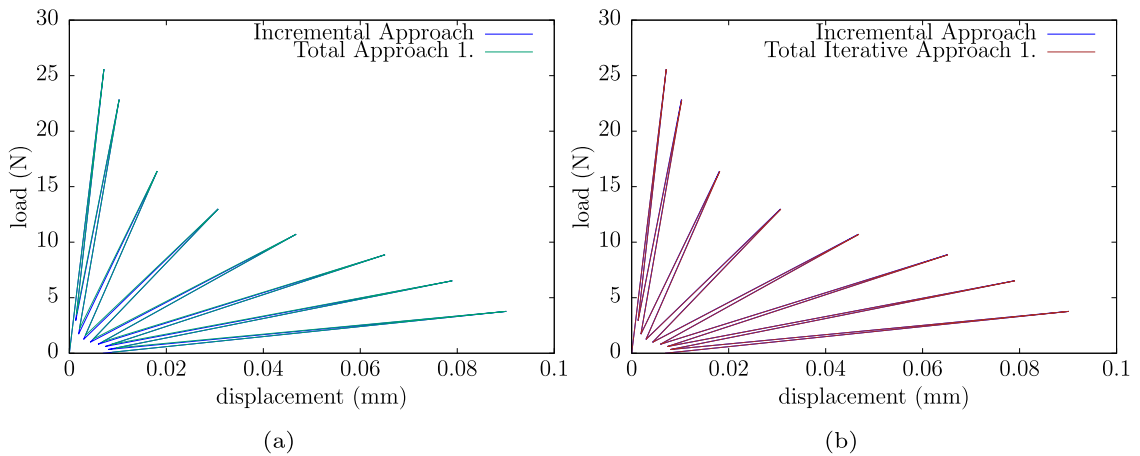 30
25
20
15
10
5
0
load (N)
Incremental Approach
Total Approach 1.
0 0.02 0.04 0.06 0.08 0.1
displacement (mm)
(a)
30
25
20
15
10
5
0
load (N)
Incremental Approach
Total Iterative Approach 1.
0 0.02 0.04 0.06 0.08 0.1
displacement (mm)
(b)